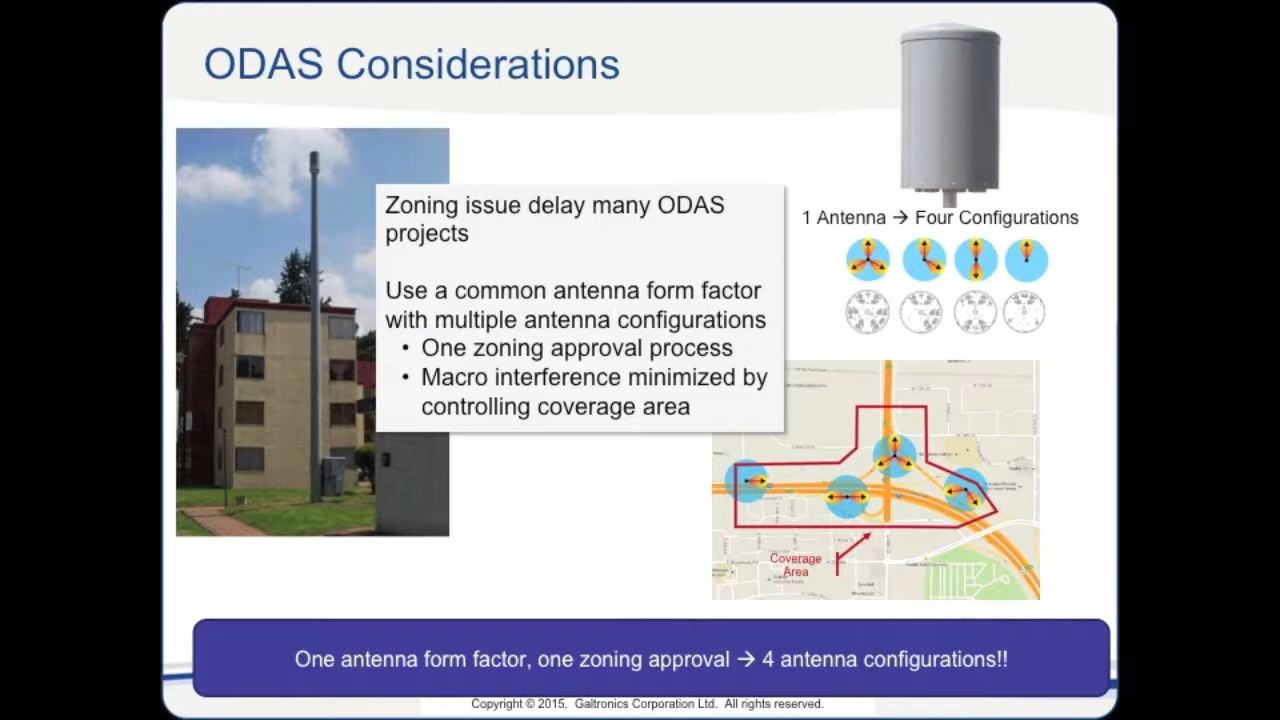 ODAS Considerations
Zoning issue delay many ODAS
projects
Use a common antenna form factor
with multiple antenna configurations
• One zoning approval process
• Macro interference minimized by
controlling coverage area
1 Antenna → Four Configurations
Coverage
Area
One antenna form factor, one zoning approval → 4 antenna configurations!!
Copyright © 2015. Galtronics Corporation Ltd. All rights reserved.